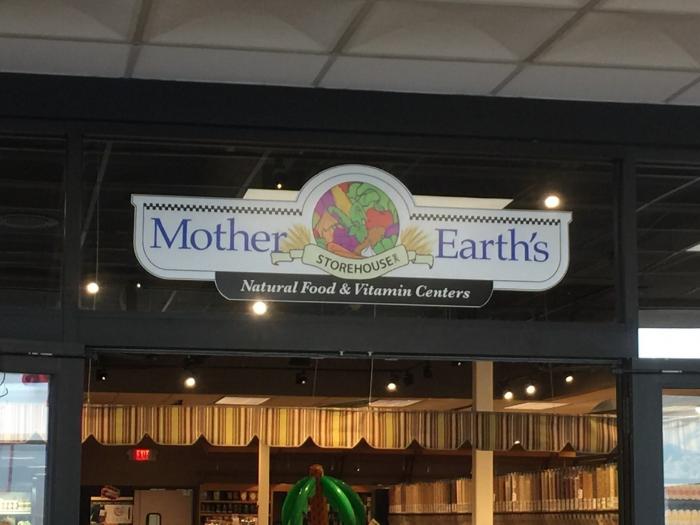 Mother Earth's
STOREHOUSE
Natural Food & Vitamin Centers
EXIT